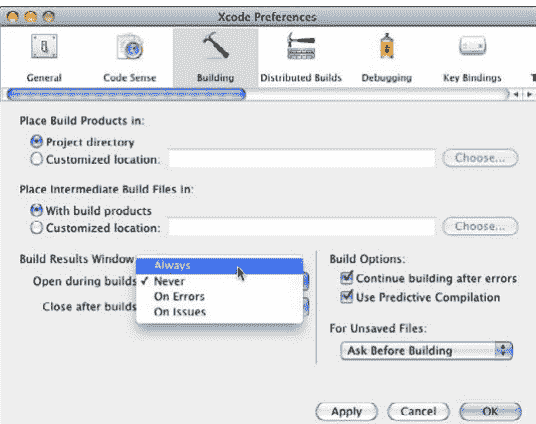 Xcode Preferences
General Code Sense Building Distributed Builds Debugging Key Bindings
Place Build Products in:
Project directory
Customized location: Choose...
Place Intermediate Build Files in:
With build products
Customized location: Choose...
Build Results Window:
Open during builds
Close after builds
Always
Never
On Errors
On Issues
Build Options:
Continue building after errors
Use Predictive Compilation
For Unsaved Files:
Ask Before Building
Apply Cancel OK